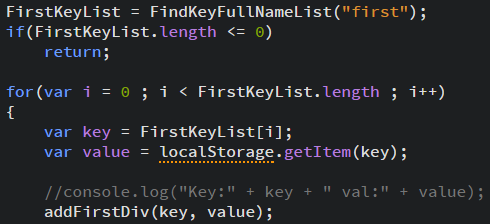 FirstKeyList = FindKeyFullNameList("first");
if(FirstKeyList.length <= 0)
    return;

for(var i = 0 ; i < FirstKeyList.length ; i++)
{
    var key = FirstKeyList[i];
    var value = localStorage.getItem(key);

    //console.log("Key:" + key + " val:" + value);
    addFirstDiv(key, value);